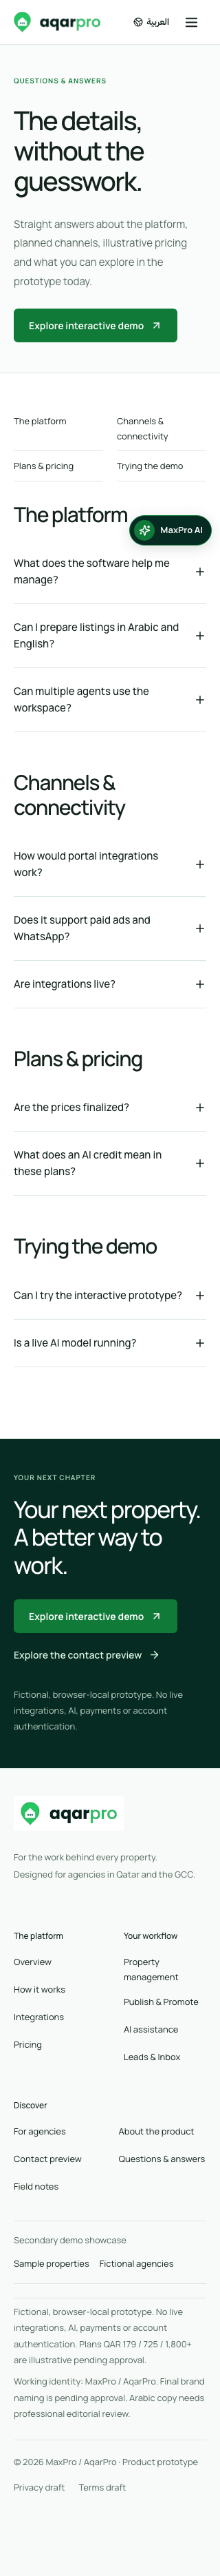 aqarpro
العربية
QUESTIONS & ANSWERS
The details,
without the
guesswork.
Straight answers about the platform,
planned channels, illustrative pricing
and what you can explore in the
prototype today.
Explore interactive demo
The platform
Channels &
connectivity
Plans & pricing
Trying the demo
The platform
MaxPro AI
What does the software help me
manage?
Can I prepare listings in Arabic and
English?
Can multiple agents use the
workspace?
Channels &
connectivity
How would portal integrations
work?
Does it support paid ads and
WhatsApp?
Are integrations live?
Plans & pricing
Are the prices finalized?
What does an AI credit mean in
these plans?
Trying the demo
Can I try the interactive prototype?
Is a live AI model running?
YOUR NEXT CHAPTER
Your next property.
A better way to
work.
Explore interactive demo
Explore the contact preview
Fictional, browser-local prototype. No live
integrations, AI, payments or account
authentication.
aqarpro
For the work behind every property.
Designed for agencies in Qatar and the GCC.
The platform
Overview
How it works
Integrations
Pricing
Your workflow
Property
management
Publish & Promote
AI assistance
Leads & Inbox
Discover
For agencies
About the product
Contact preview
Questions & answers
Field notes
Secondary demo showcase
Sample properties
Fictional agencies
Fictional, browser-local prototype. No live
integrations, AI, payments or account
authentication. Plans QAR 179 / 725 / 1,800+
are illustrative pending approval.
Working identity: MaxPro / AqarPro. Final brand
naming is pending approval. Arabic copy needs
professional editorial review.
© 2026 MaxPro / AqarPro · Product prototype
Privacy draft
Terms draft